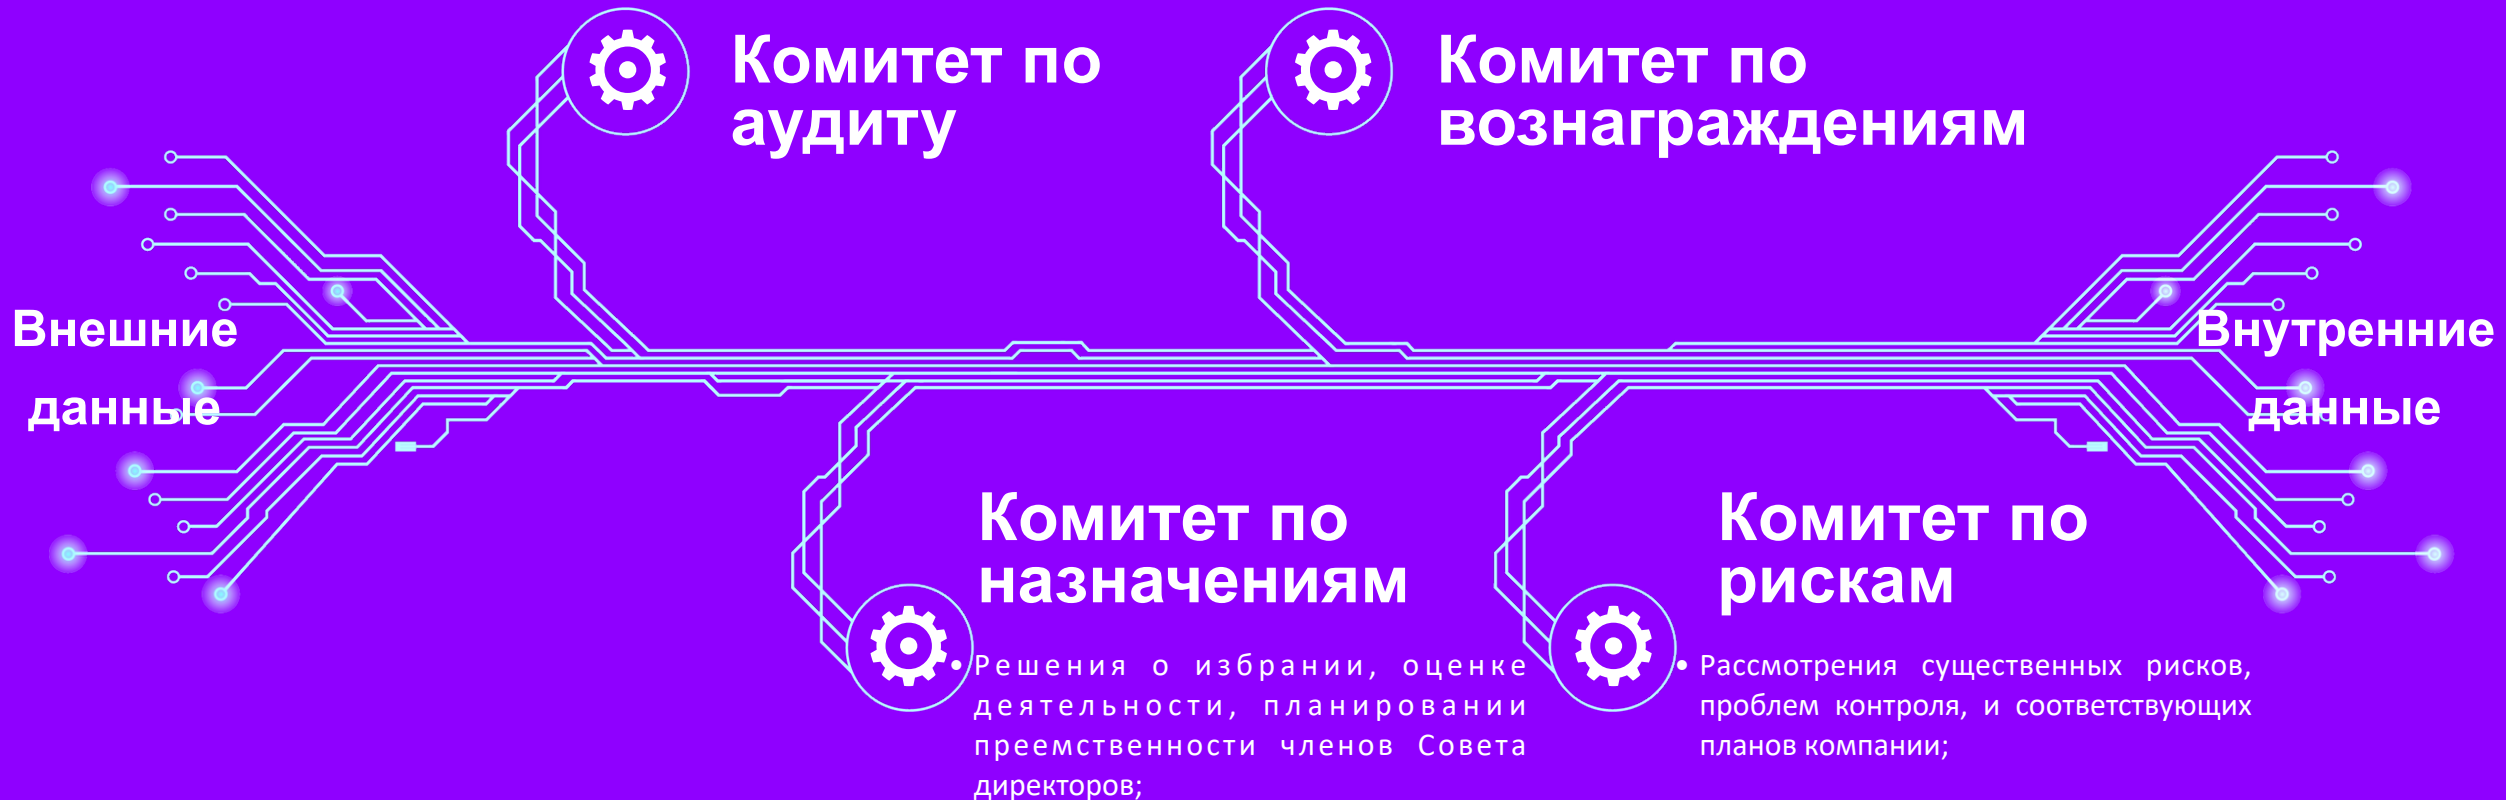 Комитет по
аудиту
Комитет по
вознаграждениям
Внешние
данные
Внутренние
данные
Комитет по
назначениям
• Решения о избрании, оценке
деятельности, планировании
преемственности членов Совета
директоров;
Комитет по
рискам
• Рассмотрения существенных рисков,
проблем контроля, и соответствующих
планов компании;